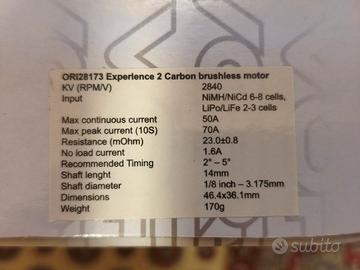 ORI28173 Experience 2 Carbon brushless motor
KV (RPM/V) 2840
Input NiMH/NiCd 6-8 cells,
LiPo/LiFe 2-3 cells
Max continuous current 50A
Max peak current (10S) 70A
Resistance (mOhm) 23.0±0.8
No load current 1.6A
Recommended Timing 2° – 5°
Shaft lenght 14mm
Shaft diameter 1/8 inch – 3.175mm
Dimensions 46.4x36.1mm
Weight 170g
subito